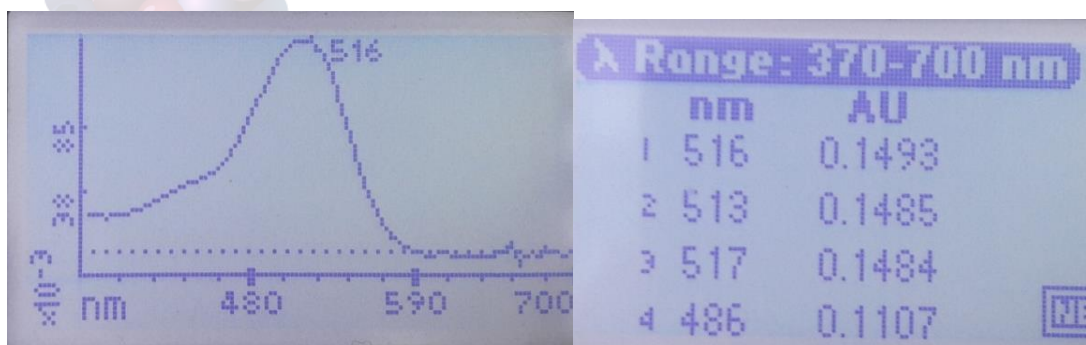 516
85
38
x10-3
nm 480 590 700
λ Range: 370-700 nm
nm AU
1 516 0.1493
2 513 0.1485
3 517 0.1484
4 486 0.1107